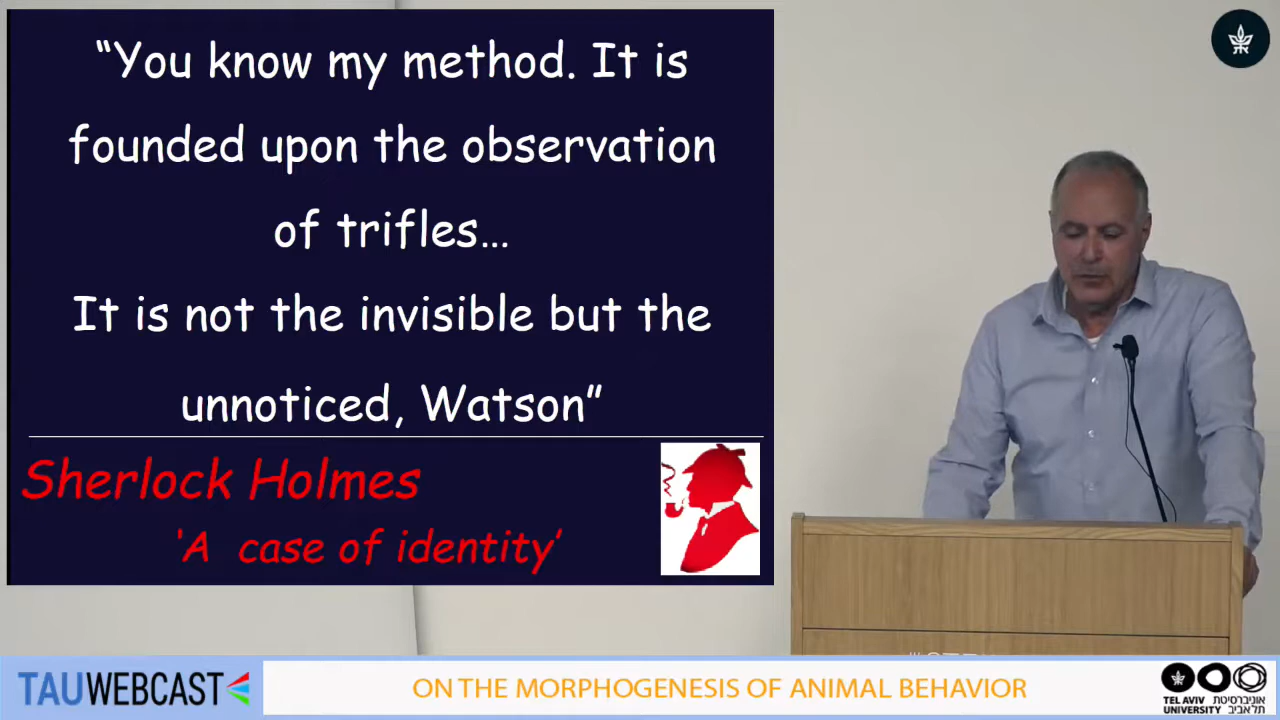 “You know my method. It is
founded upon the observation
of trifles…
It is not the invisible but the
unnoticed, Watson”
Sherlock Holmes
‘A case of identity’
TAUWEBCAST
ON THE MORPHOGENESIS OF ANIMAL BEHAVIOR
TEL AVIV אוניברסיטת
UNIVERSITY תל אביב